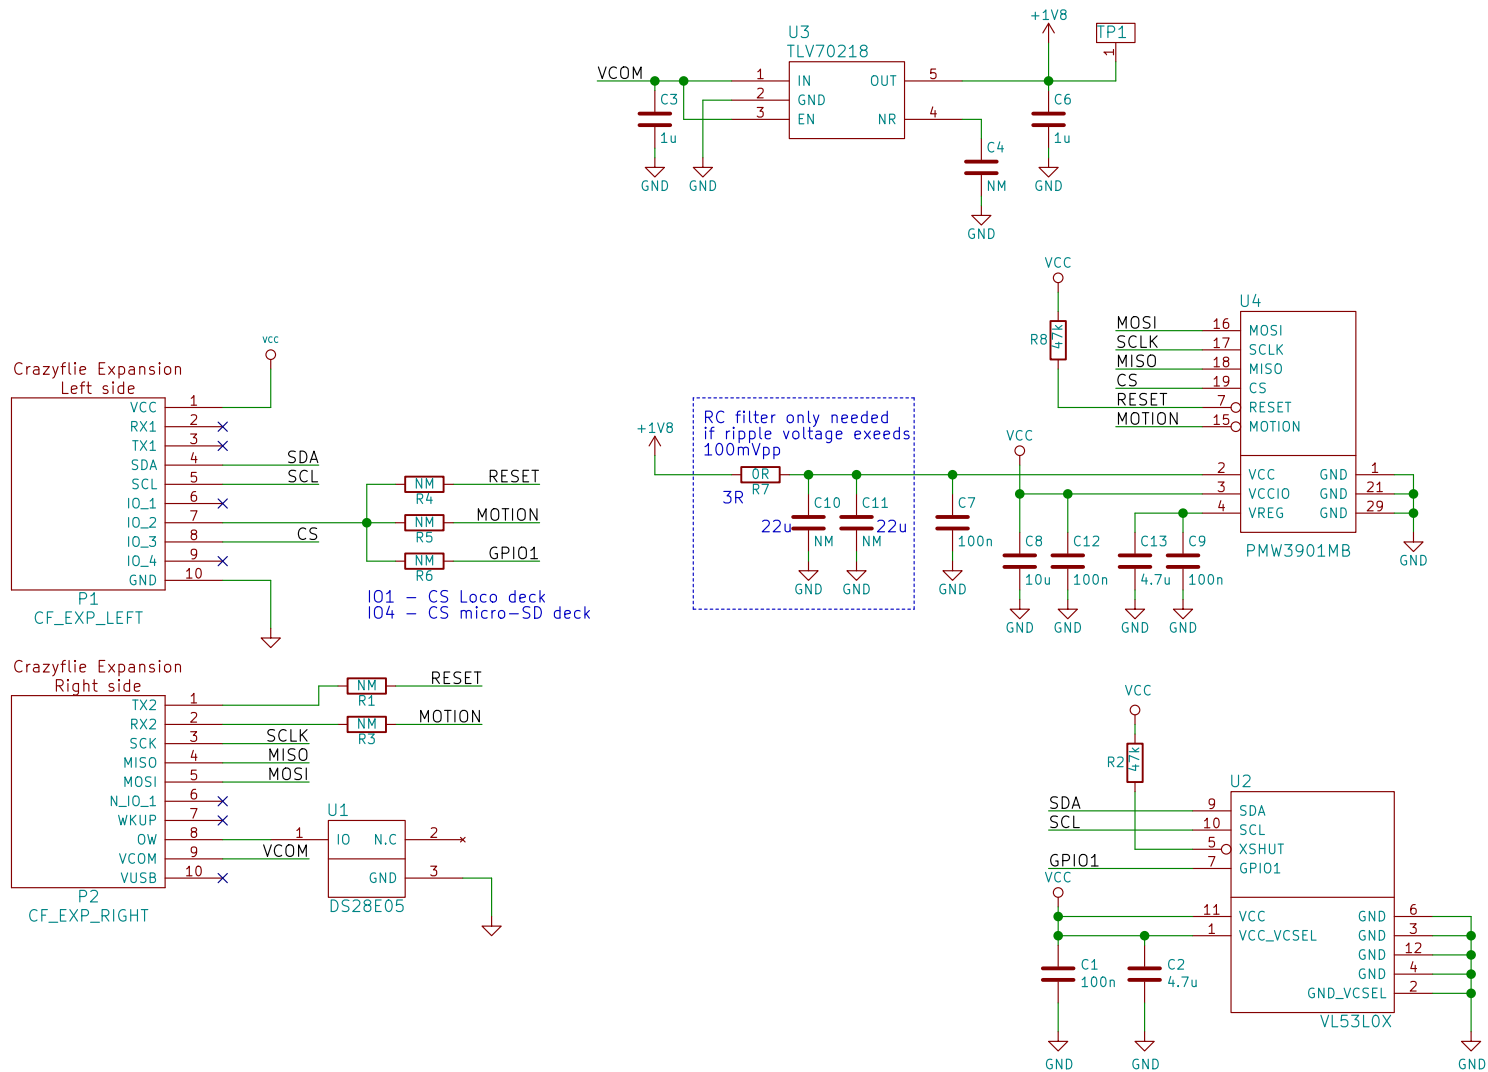 +1V8
TP1
1
U3
TLV70218
VCOM
1 IN
OUT 5
2 GND
3 EN
NR 4
C3
1u
GND
GND
C4
NM
GND
C6
1u
GND
VCC
R8
47k
U4
MOSI 16 MOSI
SCLK 17 SCLK
MISO 18 MISO
CS 19 CS
RESET 7 RESET
MOTION 15 MOTION
2 VCC
GND 1
3 VCCIO
GND 21
4 VREG
GND 29
PMW3901MB
GND
vcc
Crazyflie Expansion
Left side
VCC 1
RX1 2
TX1 3
SDA 4 SDA
SCL 5 SCL
IO_1 6
IO_2 7
IO_3 8 CS
IO_4 9
GND 10
P1
CF_EXP_LEFT
NM
R4
RESET
NM
R5
MOTION
NM
R6
GPIO1
IO1 - CS Loco deck
IO4 - CS micro-SD deck
+1V8
RC filter only needed
if ripple voltage exeeds
100mVpp
0R
R7
3R
C10
22u
NM
GND
C11
22u
NM
GND
C7
100n
GND
VCC
C8
10u
GND
C12
100n
GND
C13
4.7u
GND
C9
100n
GND
Crazyflie Expansion
Right side
TX2 1
RX2 2
SCK 3 SCLK
MISO 4 MISO
MOSI 5 MOSI
N_IO_1 6
WKUP 7
OW 8
VCOM 9 VCOM
VUSB 10
P2
CF_EXP_RIGHT
NM
R1
RESET
NM
R3
MOTION
U1
1 IO
N.C 2
GND 3
DS28E05
VCC
R2
47k
U2
SDA 9 SDA
SCL 10 SCL
5 XSHUT
GPIO1 7 GPIO1
VCC
11 VCC
GND 6
1 VCC_VCSEL
GND 3
GND 12
GND 4
GND_VCSEL 2
VL53L0X
C1
100n
GND
C2
4.7u
GND
GND